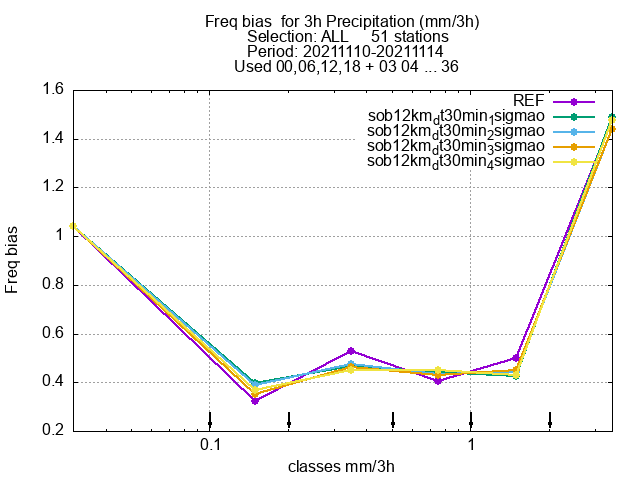 Freq bias for 3h Precipitation (mm/3h)
Selection: ALL 51 stations
Period: 20211110-20211114
Used 00,06,12,18 + 03 04 ... 36
REF
sob12km_dt30min_1sigmao
sob12km_dt30min_2sigmao
sob12km_dt30min_3sigmao
sob12km_dt30min_4sigmao
1.6
1.4
1.2
1
0.8
0.6
0.4
0.2
Freq bias
0.1 1
classes mm/3h